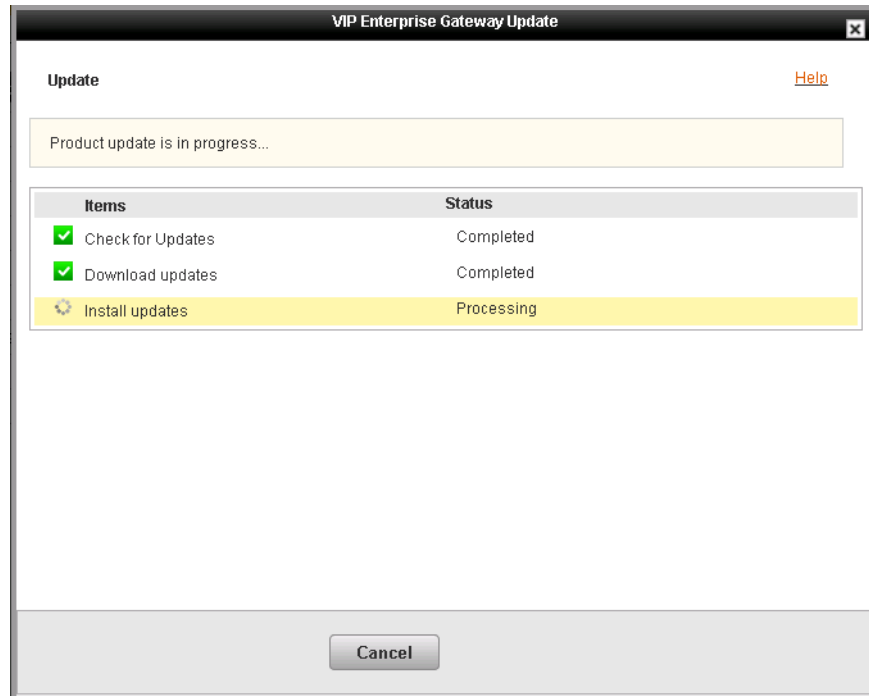 VIP Enterprise Gateway Update
Update
Help
Product update is in progress...
Items Status
Check for Updates Completed
Download updates Completed
Install updates Processing
Cancel